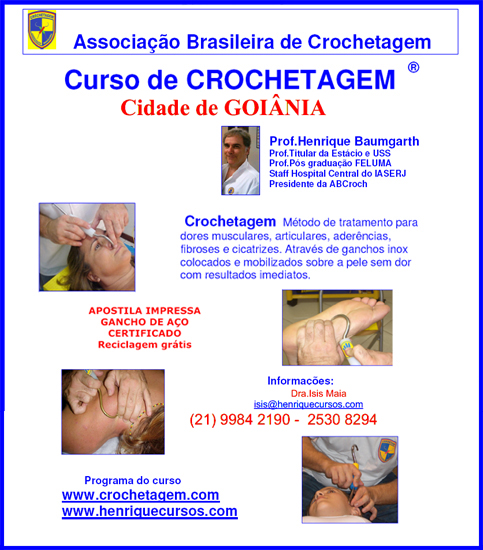 CROCHETAGEM
Associação Brasileira de Crochetagem
Curso de CROCHETAGEM ®
Cidade de GOIÂNIA
Prof.Henrique Baumgarth
Prof.Titular da Estácio e USS
Prof.Pós graduação FELUMA
Staff Hospital Central do IASERJ
Presidente da ABCroch
Crochetagem Método de tratamento para
dores musculares, articulares, aderências,
fibroses e cicatrizes. Através de ganchos inox
colocados e mobilizados sobre a pele sem dor
com resultados imediatos.
APOSTILA IMPRESSA
GANCHO DE AÇO
CERTIFICADO
Reciclagem grátis
Informacões:
Dra.Isis Maia
isis@henriquecursos.com
(21) 9984 2190 - 2530 8294
Programa do curso
www.crochetagem.com
www.henriquecursos.com